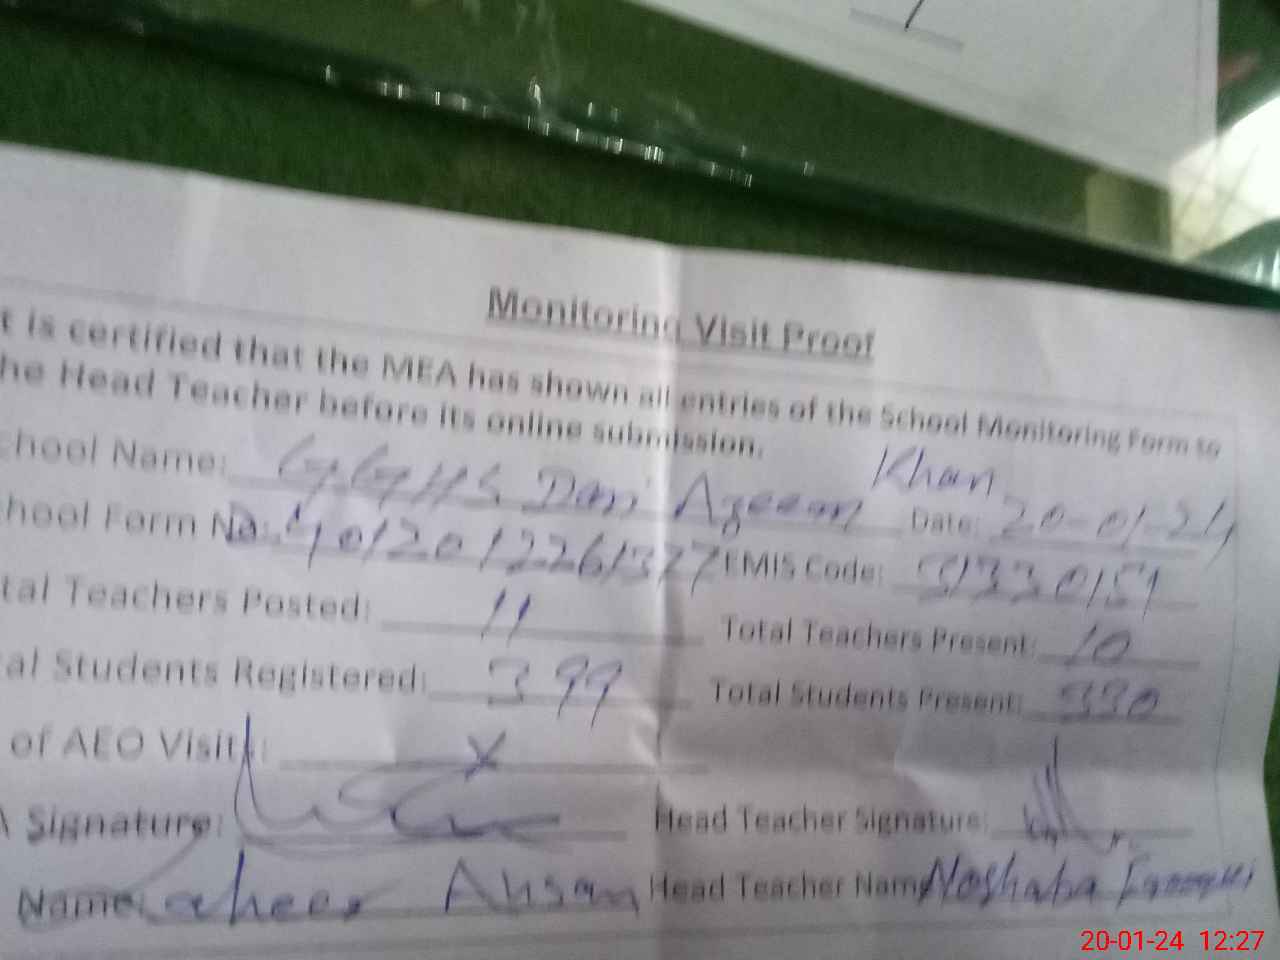 Monitoring Visit Proof
t is certified that the MEA has shown all entries of the School Monitoring Form to
he Head Teacher before its online submission.
chool Name: GGHS Dari Azeem Khan Date: 20-01-24
chool Form No: EMIS Code:
tal Teachers Posted: 11 Total Teachers Present: 10
al Students Registered: 399 Total Students Present: 330
of AEO Visit: X
A Signature: Head Teacher Signature:
Name: Zaheer Ahsan Head Teacher Name Noshaba
20-01-24 12:27